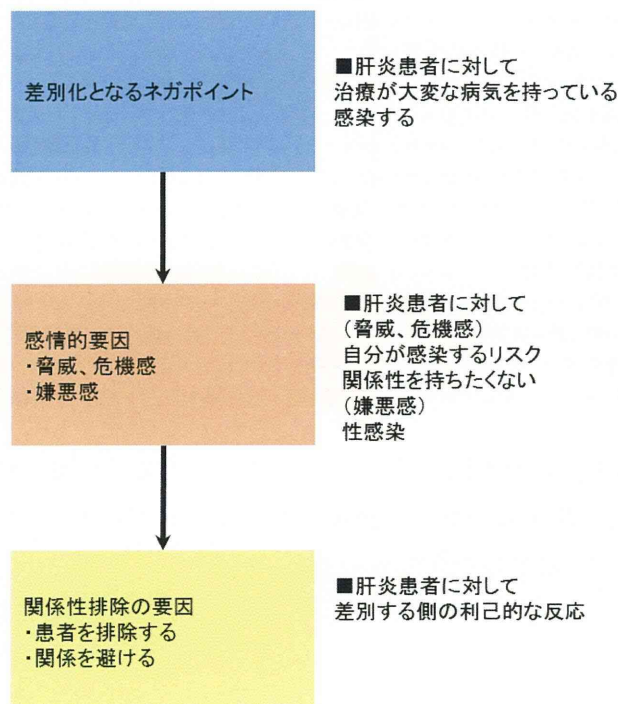 差別化となるネガポイント
■肝炎患者に対して
治療が大変な病気を持っている
感染する
感情的要因
・脅威、危機感
・嫌悪感
■肝炎患者に対して
(脅威、危機感)
自分が感染するリスク
関係性を持ちたくない
(嫌悪感)
性感染
関係性排除の要因
・患者を排除する
・関係を避ける
■肝炎患者に対して
差別する側の利己的な反応